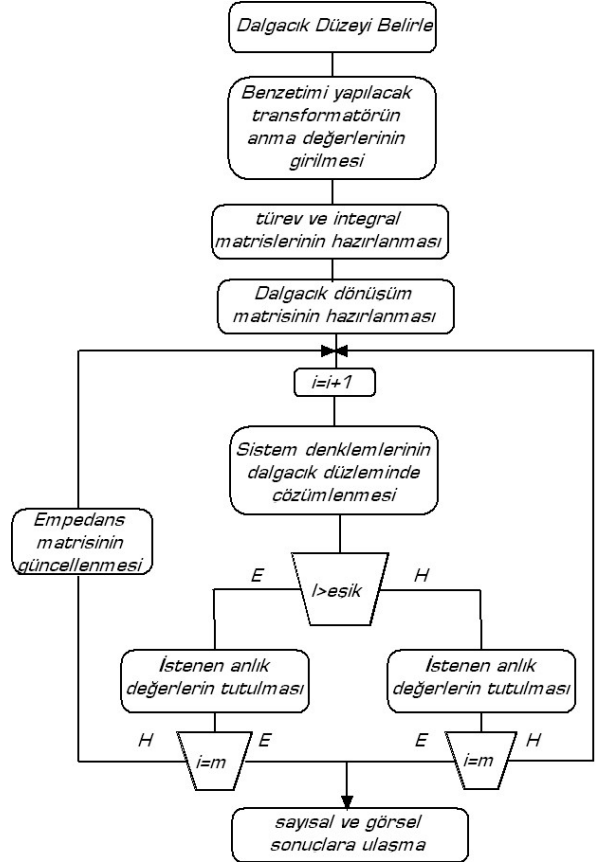 Dalgacık Düzeyi Belirle
Benzetimi yapılacak
transformatörün
anma değerlerinin
girilmesi
türev ve integral
matrislerinin hazırlanması
Dalgacık dönüşüm
matrisinin hazırlanması
i=i+1
Sistem denklemlerinin
dalgacık düzleminde
çözümlenmesi
Empedans
matrisinin
güncellenmesi
E
H
I>eşik
İstenen anlık
değerlerin tutulması
İstenen anlık
değerlerin tutulması
H
E
i=m
E
H
i=m
sayısal ve görsel
sonuclara ulaşma